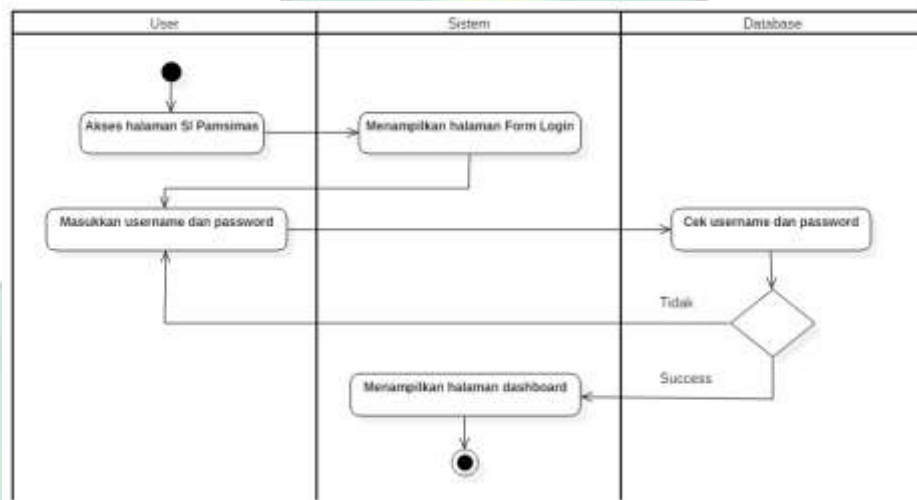 User
Sistem
Database
Akses halaman SI Pamsimas
Menampilkan halaman Form Login
Masukkan username dan password
Cek username dan password
Tidak
Menampilkan halaman dashboard
Success